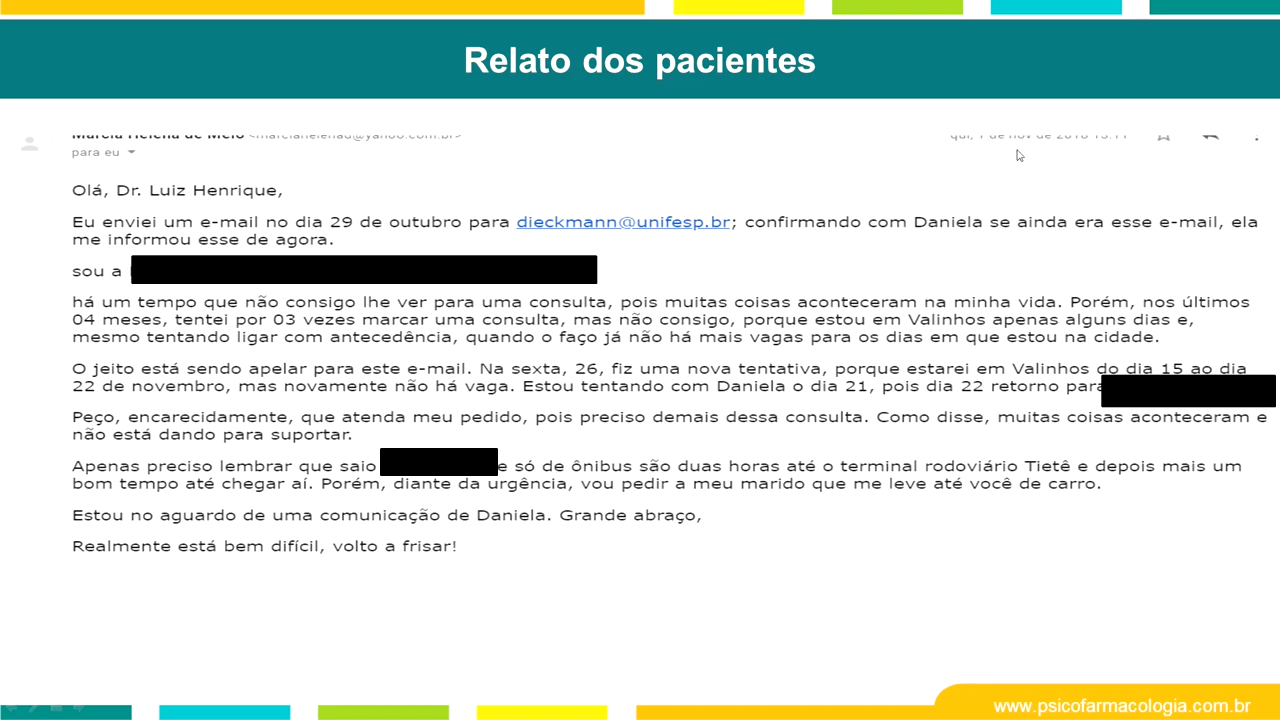 Relato dos pacientes
para eu
Olá, Dr. Luiz Henrique,
Eu enviei um e-mail no dia 29 de outubro para dieckmann@unifesp.br; confirmando com Daniela se ainda era esse e-mail, ela
me informou esse de agora.
sou a
há um tempo que não consigo lhe ver para uma consulta, pois muitas coisas aconteceram na minha vida. Porém, nos últimos
04 meses, tentei por 03 vezes marcar uma consulta, mas não consigo, porque estou em Valinhos apenas alguns dias e,
mesmo tentando ligar com antecedência, quando o faço já não há mais vagas para os dias em que estou na cidade.
O jeito está sendo apelar para este e-mail. Na sexta, 26, fiz uma nova tentativa, porque estarei em Valinhos do dia 15 ao dia
22 de novembro, mas novamente não há vaga. Estou tentando com Daniela o dia 21, pois dia 22 retorno para
Peço, encarecidamente, que atenda meu pedido, pois preciso demais dessa consulta. Como disse, muitas coisas aconteceram e
não está dando para suportar.
Apenas preciso lembrar que saio e só de ônibus são duas horas até o terminal rodoviário Tietê e depois mais um
bom tempo até chegar aí. Porém, diante da urgência, vou pedir a meu marido que me leve até você de carro.
Estou no aguardo de uma comunicação de Daniela. Grande abraço,
Realmente está bem difícil, volto a frisar!
www.psicofarmacologia.com.br